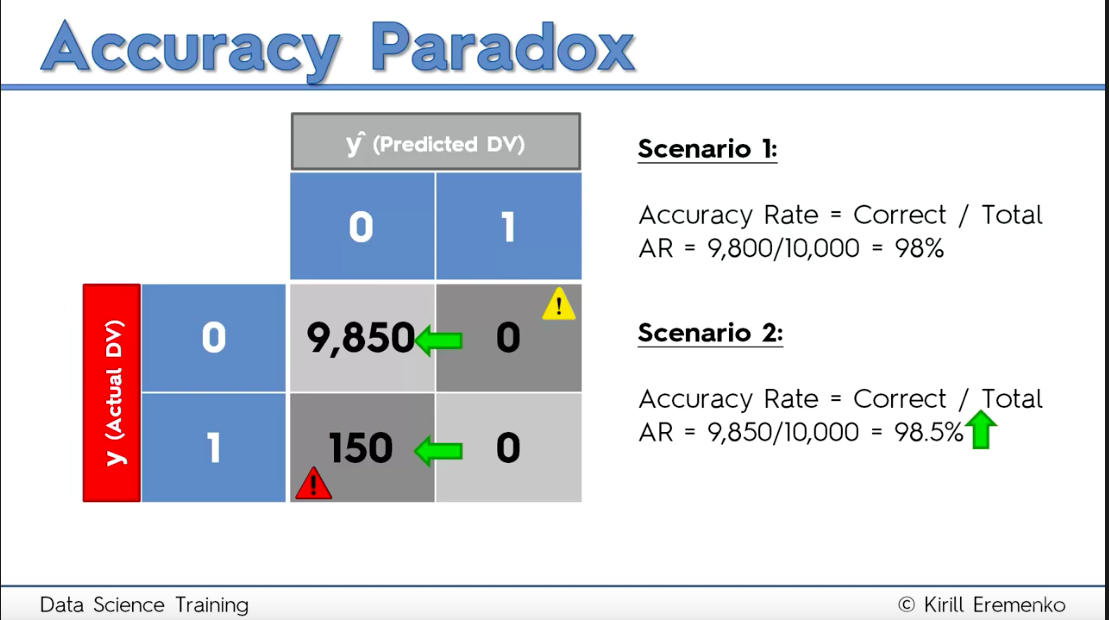 Accuracy Paradox
ŷ (Predicted DV)
0 1
y (Actual DV)
0 9,850 0
1 150 0
Scenario 1:
Accuracy Rate = Correct / Total
AR = 9,800/10,000 = 98%
Scenario 2:
Accuracy Rate = Correct / Total
AR = 9,850/10,000 = 98.5%
Data Science Training
© Kirill Eremenko